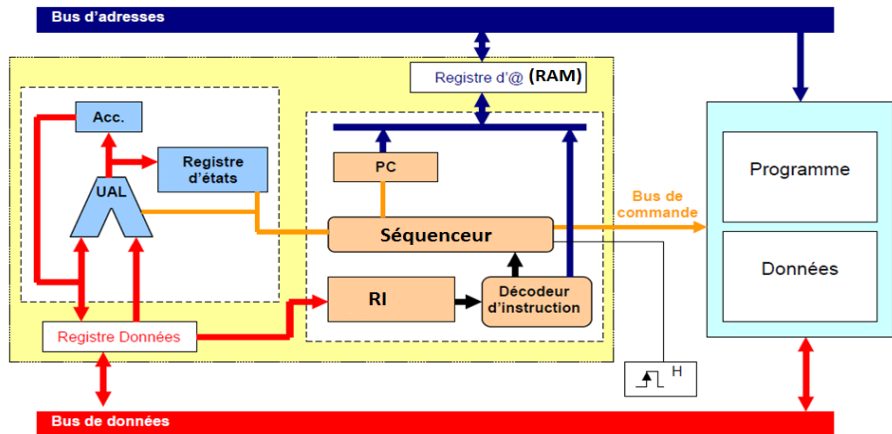 Bus d'adresses
Registre d'@ (RAM)
Acc.
Registre
d'états
UAL
PC
Programme
Bus de
commande
Séquenceur
Données
RI
Décodeur
d'instruction
Registre Données
H
Bus de données